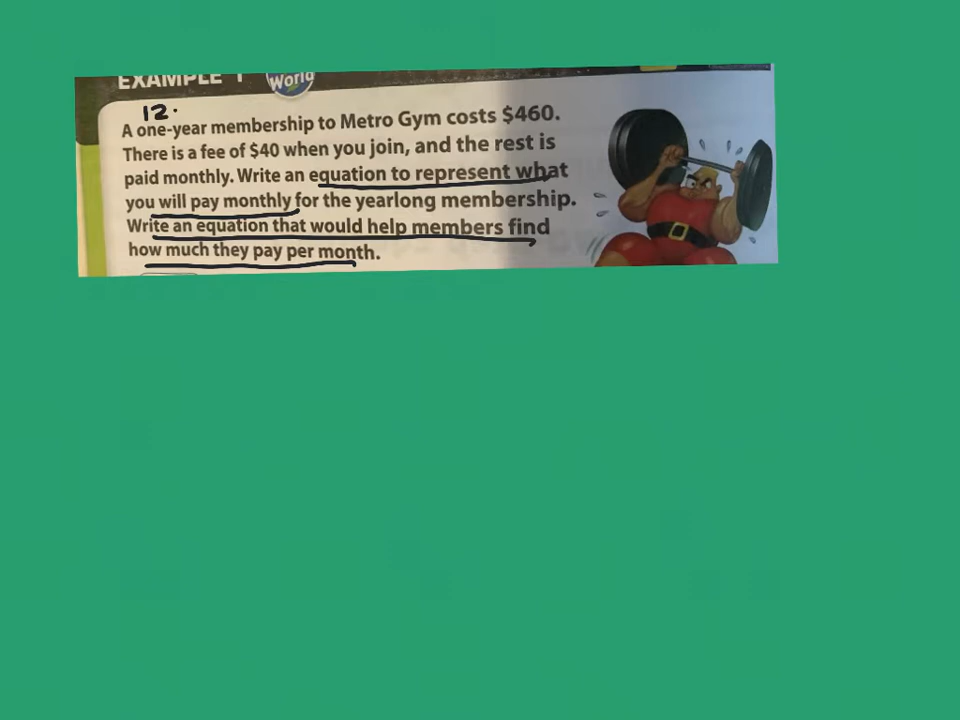 EXAMPLE 1
World
12.
A one-year membership to Metro Gym costs $460.
There is a fee of $40 when you join, and the rest is
paid monthly. Write an equation to represent what
you will pay monthly for the yearlong membership.
Write an equation that would help members find
how much they pay per month.